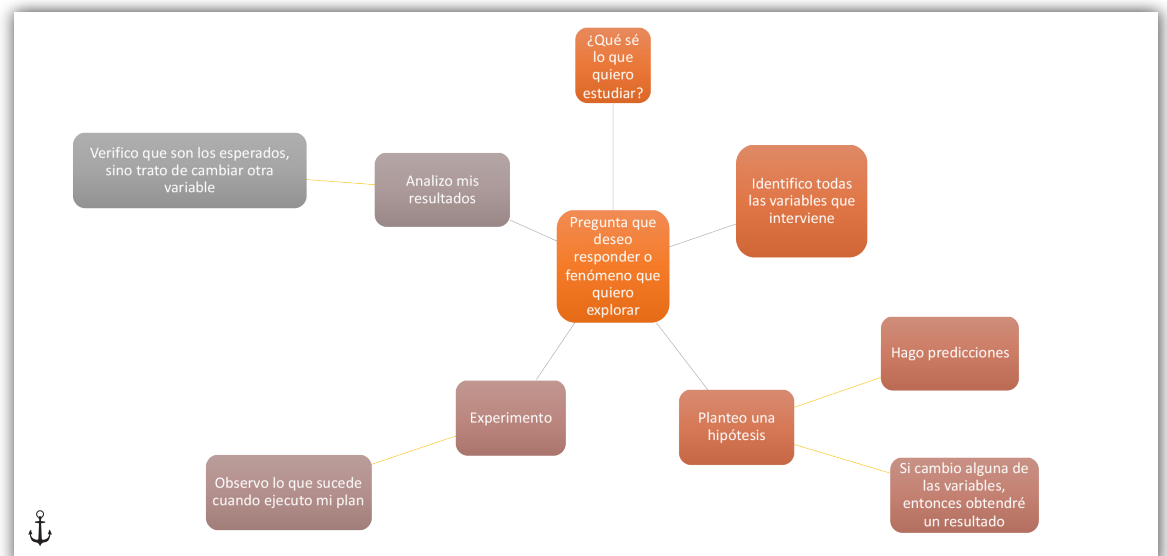 ¿Qué sé
lo que
quiero
estudiar?
Identifico todas
las variables que
interviene
Pregunta que
deseo
responder o
fenómeno que
quiero
explorar
Verifico que son los esperados,
sino trato de cambiar otra
variable
Analizo mis
resultados
Hago predicciones
Planteo una
hipótesis
Si cambio alguna de
las variables,
entonces obtendré
un resultado
Experimento
Observo lo que sucede
cuando ejecuto mi plan